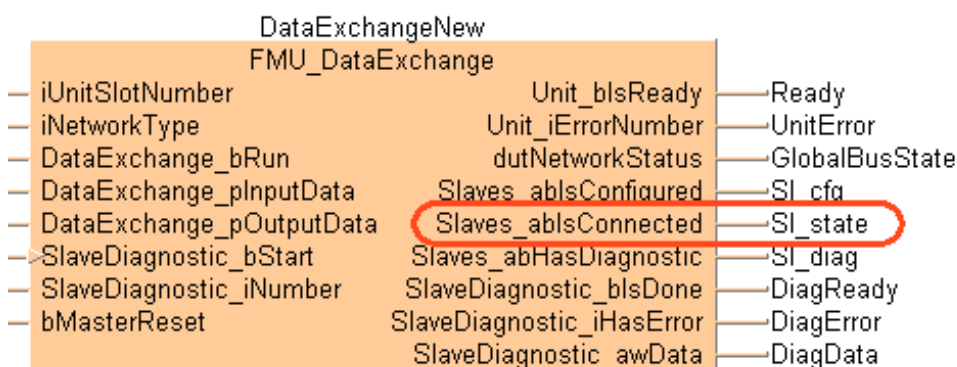 DataExchangeNew
FMU_DataExchange
iUnitSlotNumber Unit_bIsReady Ready
iNetworkType Unit_iErrorNumber UnitError
DataExchange_bRun dutNetworkStatus GlobalBusState
DataExchange_pInputData Slaves_abIsConfigured Sl_cfg
DataExchange_pOutputData Slaves_abIsConnected Sl_state
SlaveDiagnostic_bStart Slaves_abHasDiagnostic Sl_diag
SlaveDiagnostic_iNumber SlaveDiagnostic_bIsDone DiagReady
bMasterReset SlaveDiagnostic_iHasError DiagError
SlaveDiagnostic_awData DiagData